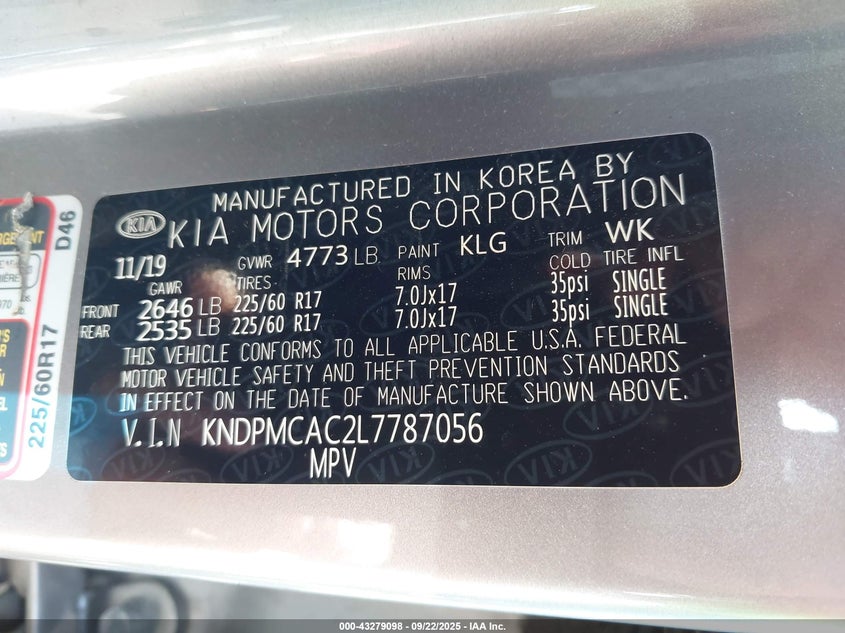 MANUFACTURED IN KOREA BY
KIA KIA MOTORS CORPORATION
11/19 GVWR 4773 LB. PAINT KLG TRIM WK
GAWR TIRES RIMS COLD TIRE INFL
FRONT 2646 LB 225/60 R17 7.0Jx17 35psi SINGLE
REAR 2535 LB 225/60 R17 7.0Jx17 35psi SINGLE
THIS VEHICLE CONFORMS TO ALL APPLICABLE U.S.A. FEDERAL
MOTOR VEHICLE SAFETY AND THEFT PREVENTION STANDARDS
IN EFFECT ON THE DATE OF MANUFACTURE SHOWN ABOVE.
V.I.N KNDPMCAC2L7787056
MPV
D46
225/60R17
000-43279098 - 09/22/2025 - IAA Inc.